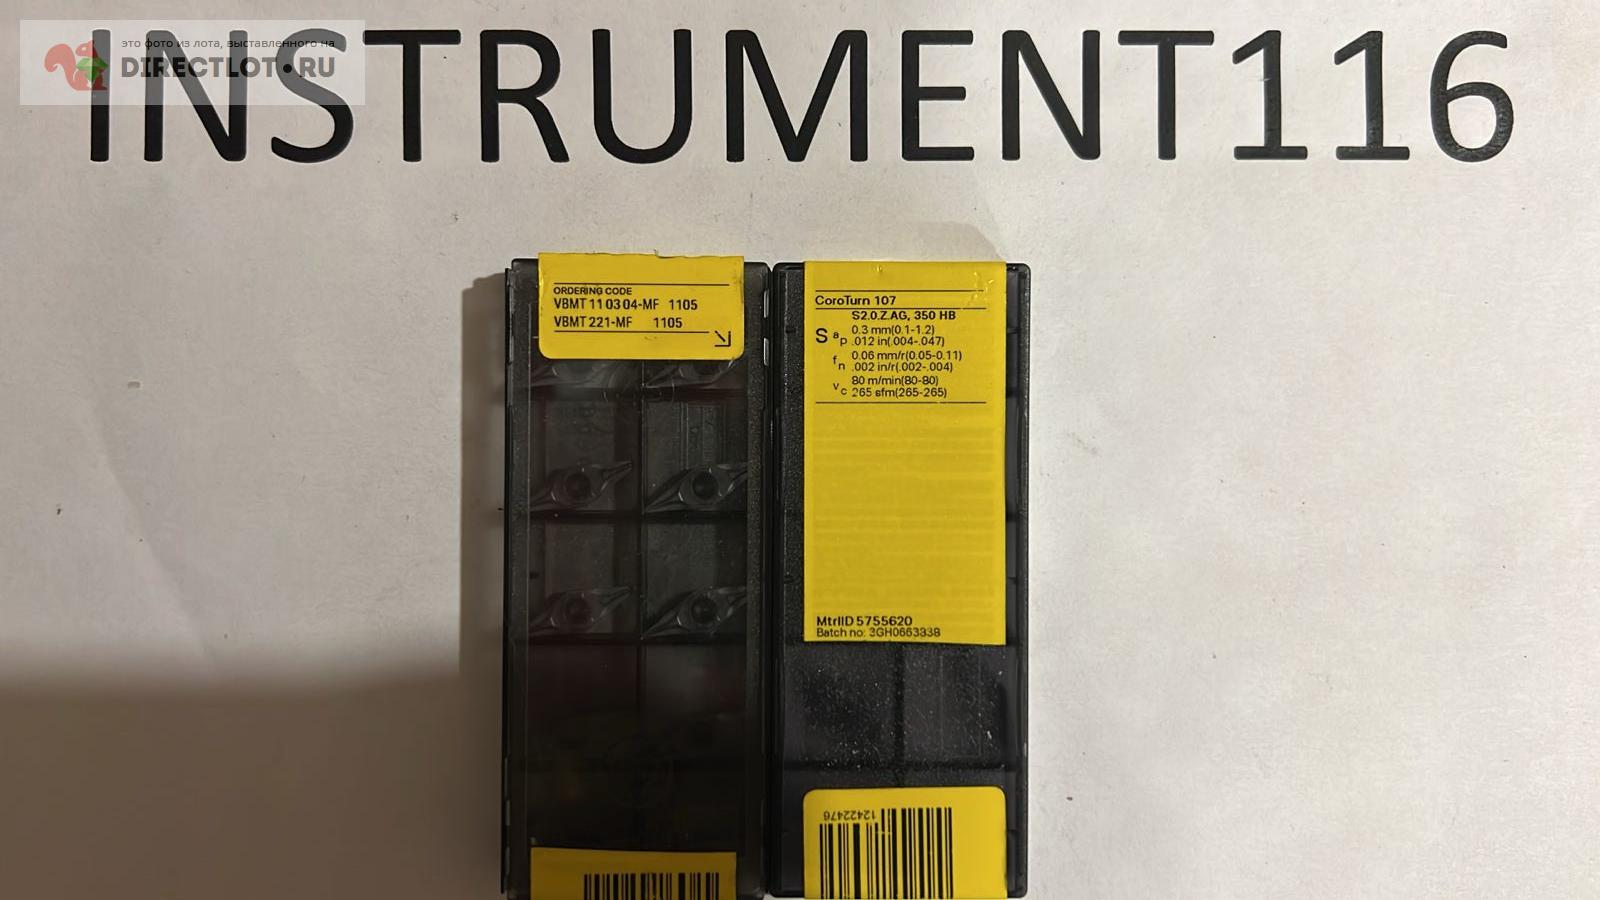 это фото из лота, выставленного на
DIRECTLOT.RU
INSTRUMENT116
ORDERING CODE
VBMT 11 03 04-MF 1105
VBMT 221-MF 1105
CoroTurn 107
S2.0.Z.AG, 350 HB
S ap 0.3 mm(0.1-1.2)
.012 in(.004-.047)
fn 0.06 mm/r(0.05-0.11)
.002 in/r(.002-.004)
vc 80 m/min(80-80)
265 sfm(265-265)
MtrlID 5755620
Batch no: 3GH0663338
12422476